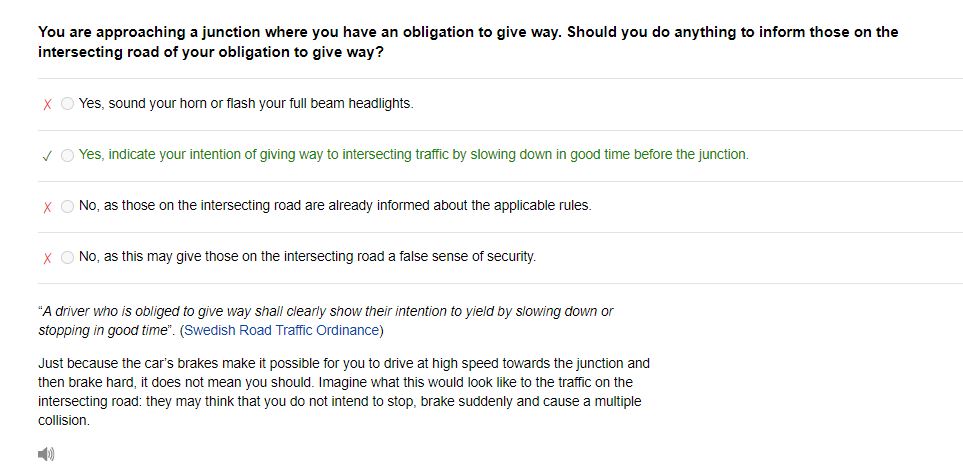 You are approaching a junction where you have an obligation to give way. Should you do anything to inform those on the
intersecting road of your obligation to give way?
Yes, sound your horn or flash your full beam headlights.
Yes, indicate your intention of giving way to intersecting traffic by slowing down in good time before the junction.
No, as those on the intersecting road are already informed about the applicable rules.
No, as this may give those on the intersecting road a false sense of security.
“A driver who is obliged to give way shall clearly show their intention to yield by slowing down or
stopping in good time”. (Swedish Road Traffic Ordinance)
Just because the car’s brakes make it possible for you to drive at high speed towards the junction and
then brake hard, it does not mean you should. Imagine what this would look like to the traffic on the
intersecting road: they may think that you do not intend to stop, brake suddenly and cause a multiple
collision.